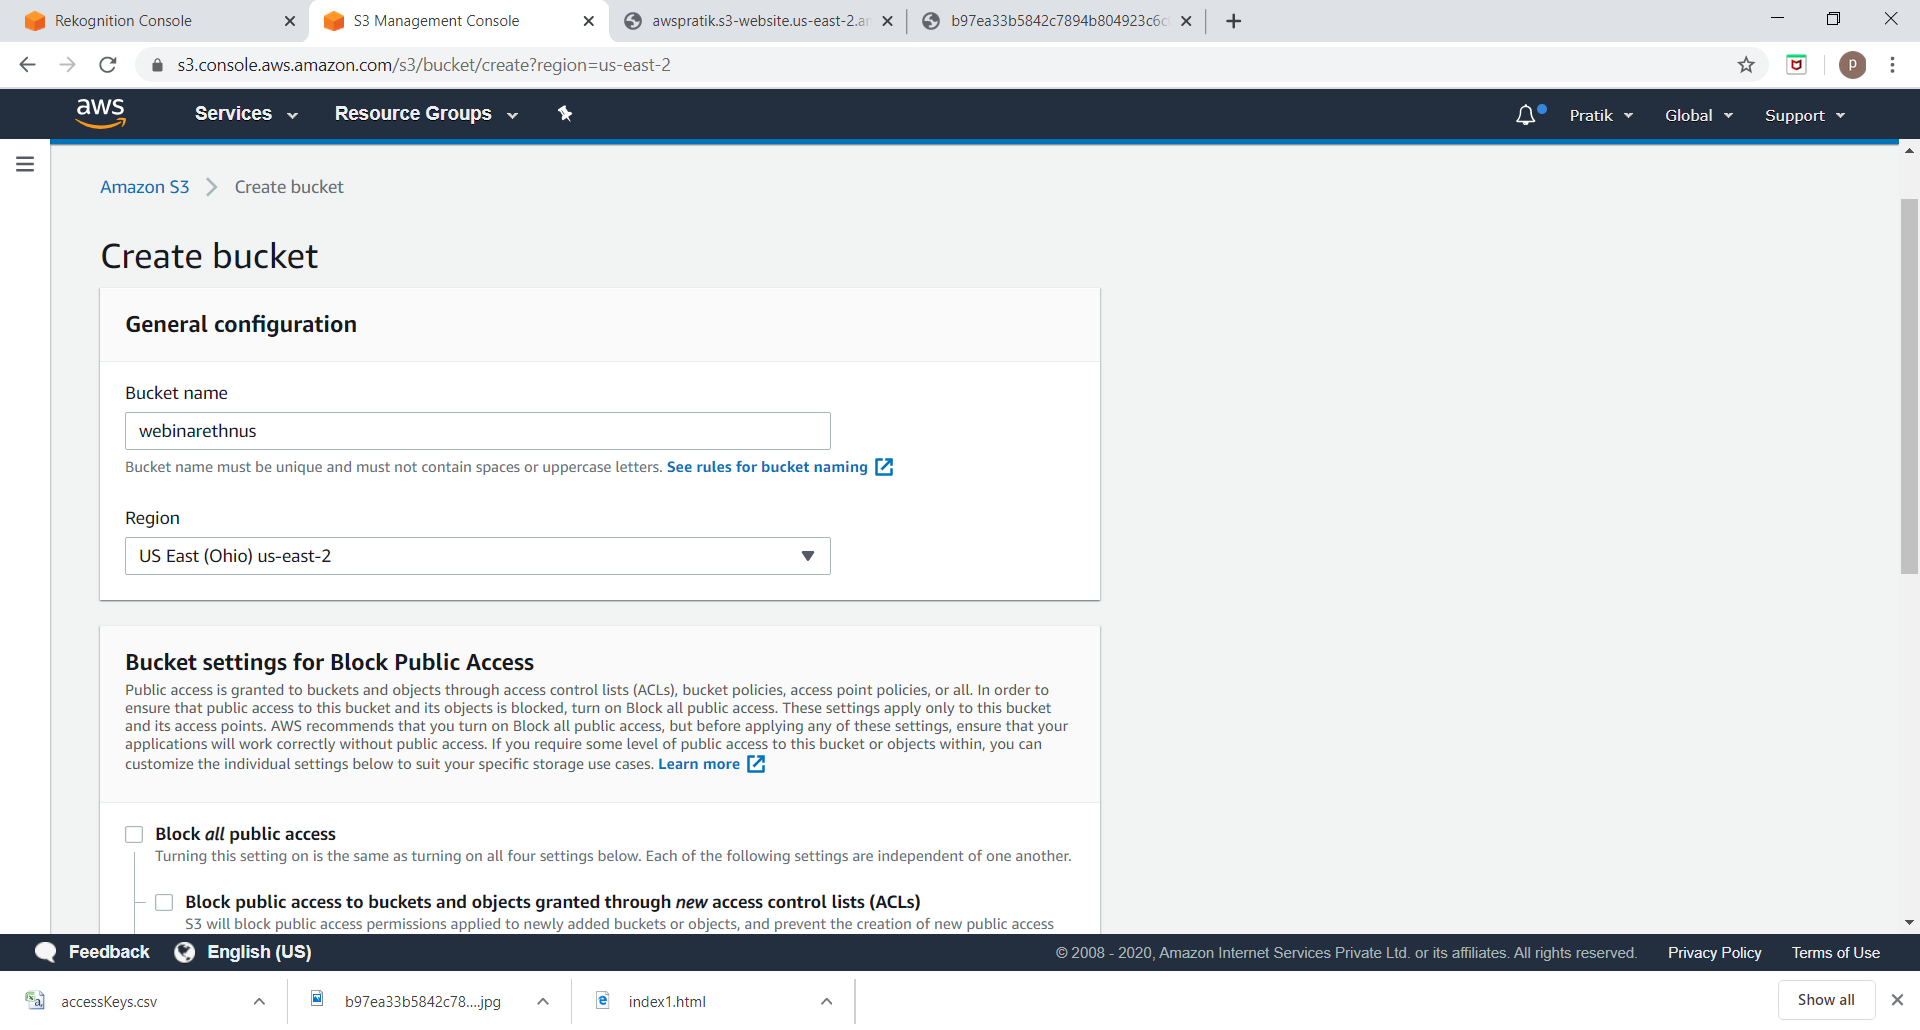 Rekognition Console
S3 Management Console
awspratik.s3-website.us-east-2.a
b97ea33b5842c7894b804923c6c
s3.console.aws.amazon.com/s3/bucket/create?region=us-east-2
P
aws
Services
Resource Groups
Pratik
Global
Support
Amazon S3
Create bucket
Create bucket
General configuration
Bucket name
webinarethnus
Bucket name must be unique and must not contain spaces or uppercase letters. See rules for bucket naming
Region
US East (Ohio) us-east-2
Bucket settings for Block Public Access
Public access is granted to buckets and objects through access control lists (ACLs), bucket policies, access point policies, or all. In order to
ensure that public access to this bucket and its objects is blocked, turn on Block all public access. These settings apply only to this bucket
and its access points. AWS recommends that you turn on Block all public access, but before applying any of these settings, ensure that your
applications will work correctly without public access. If you require some level of public access to this bucket or objects within, you can
customize the individual settings below to suit your specific storage use cases. Learn more
Block all public access
Turning this setting on is the same as turning on all four settings below. Each of the following settings are independent of one another.
Block public access to buckets and objects granted through new access control lists (ACLs)
S3 will block public access permissions applied to newly added buckets or objects, and prevent the creation of new public access
Feedback
English (US)
© 2008 - 2020, Amazon Internet Services Private Ltd. or its affiliates. All rights reserved.
Privacy Policy
Terms of Use
accessKeys.csv
b97ea33b5842c78....jpg
index1.html
Show all